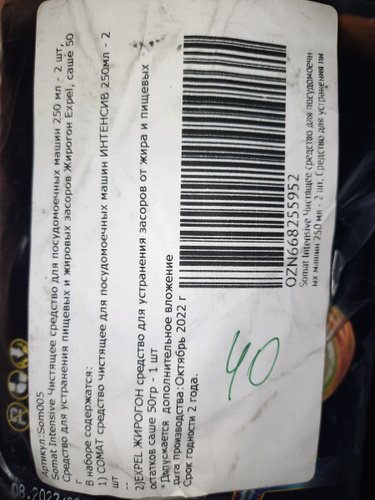 Артикул:Som005
Somat Intensive Чистящее средство для посудомоечных машин 250 мл - 2 шт,
Средство для устранения пищевых и жировых засоров Жирогон Expel, саше 50
г
В наборе содержатся:
1) СОМАТ средство чистящее для посудомоечных машин ИНТЕНСИВ 250мл - 2
шт
2)EXPEL ЖИРОГОН средство для устранения засоров от жира и пищевых
остатков саше 50гр - 1 шт
* Допускается дополнительное вложение
дата производства:Октябрь 2022 г
Срок годности 2 года.
OZN668255952
Somat Intensive Чистящее средство для посудомоечн
ых машин 250 мл - 2 шт, Средство для устранения пи
40
08.2022